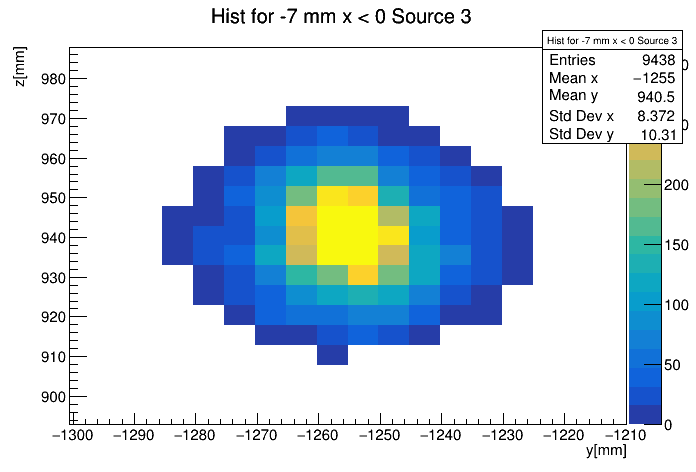 Hist for -7 mm x < 0 Source 3
z[mm]
Hist for -7 mm x < 0 Source 3
Entries 9438
Mean x −1255
Mean y 940.5
Std Dev x 8.372
Std Dev y 10.31
980
970
960
950
940
930
920
910
900
200
150
100
50
0
−1300 −1290 −1280 −1270 −1260 −1250 −1240 −1230 −1220 −1210
y[mm]